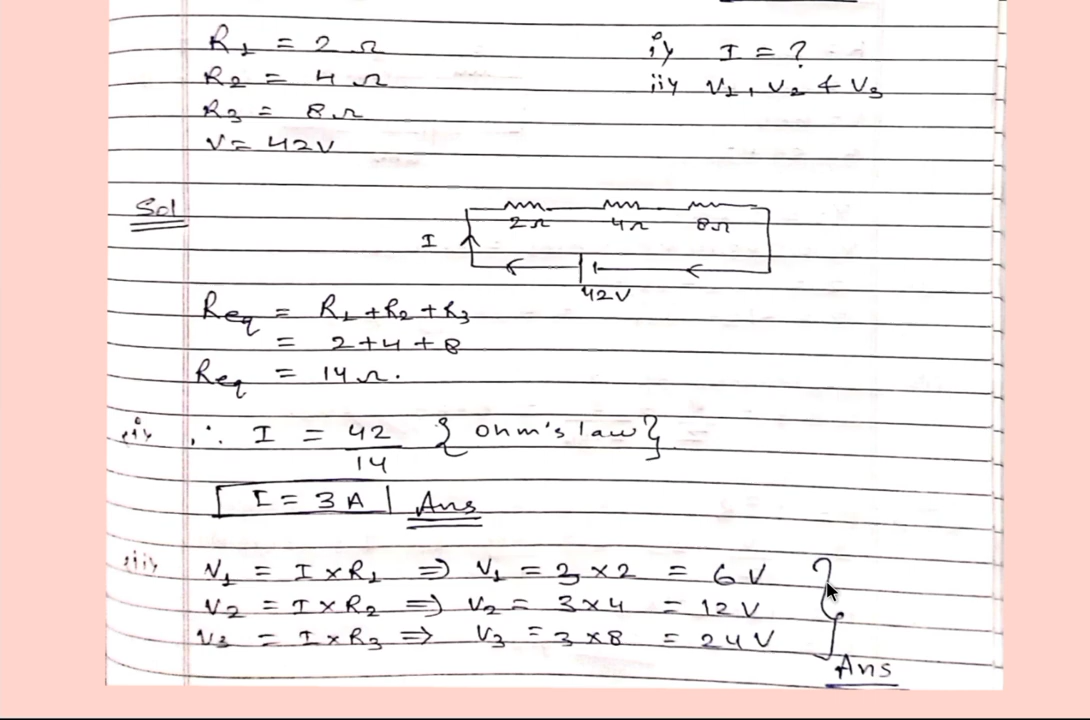 R1 = 2 Ω
i) I = ?
R2 = 4 Ω
ii) V1, V2 & V3
R3 = 8 Ω
V = 42V
Sol
2Ω 4Ω 8Ω
I
42V
Req = R1 + R2 + R3
= 2 + 4 + 8
Req = 14 Ω.
i) ∴ I = 42/14 { Ohm's law }
I = 3 A Ans
ii) V1 = I × R1 ⇒ V1 = 3 × 2 = 6 V
V2 = I × R2 ⇒ V2 = 3 × 4 = 12 V
V3 = I × R3 ⇒ V3 = 3 × 8 = 24 V
Ans